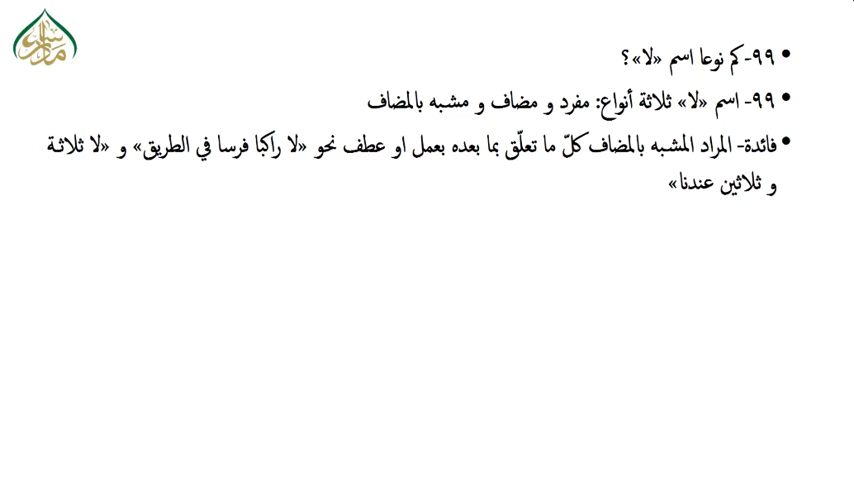 مدارس
• ٩٩-كم نوعا اسم «لا»؟
• ٩٩- اسم «لا» ثلاثة أنواع: مفرد و مضاف و مشبه بالمضاف
• فائدة- المراد المشبه بالمضاف كلّ ما تعلّق بما بعده بعمل او عطف نحو «لا راكبا فرسا في الطريق» و «لا ثلاثة
و ثلاثين عندنا»